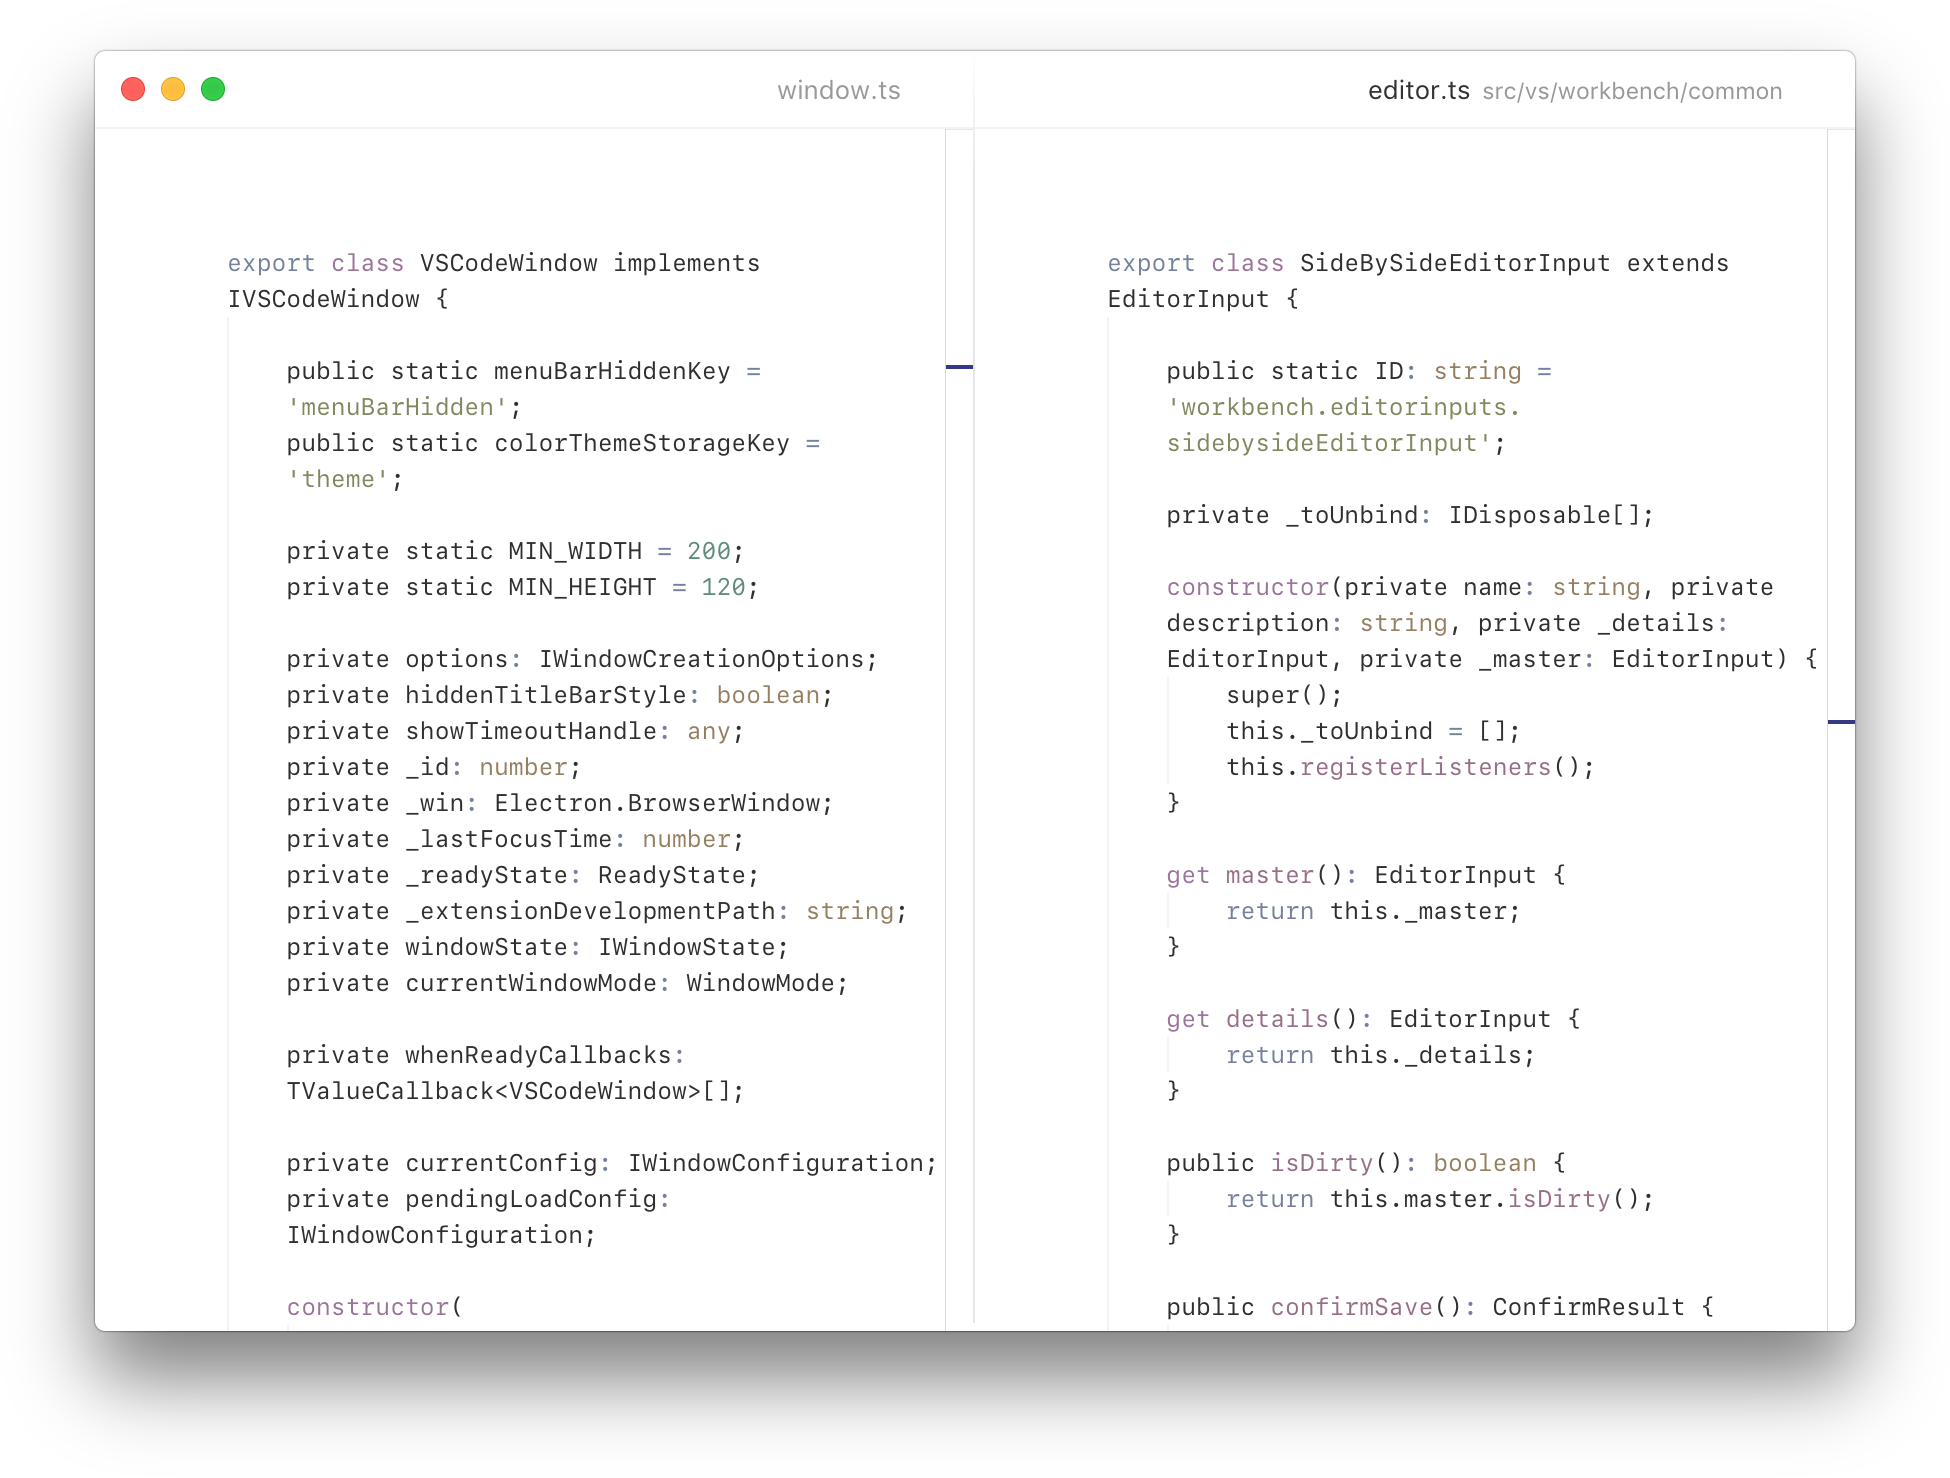 window.ts
export class VSCodeWindow implements
IVSCodeWindow {
public static menuBarHiddenKey =
'menuBarHidden';
public static colorThemeStorageKey =
'theme';
private static MIN_WIDTH = 200;
private static MIN_HEIGHT = 120;
private options: IWindowCreationOptions;
private hiddenTitleBarStyle: boolean;
private showTimeoutHandle: any;
private _id: number;
private _win: Electron.BrowserWindow;
private _lastFocusTime: number;
private _readyState: ReadyState;
private _extensionDevelopmentPath: string;
private windowState: IWindowState;
private currentWindowMode: WindowMode;
private whenReadyCallbacks:
TValueCallback<VSCodeWindow>[];
private currentConfig: IWindowConfiguration;
private pendingLoadConfig:
IWindowConfiguration;
constructor(
editor.ts src/vs/workbench/common
export class SideBySideEditorInput extends
EditorInput {
public static ID: string =
'workbench.editorinputs.
sidebysideEditorInput';
private _toUnbind: IDisposable[];
constructor(private name: string, private
description: string, private _details:
EditorInput, private _master: EditorInput) {
super();
this._toUnbind = [];
this.registerListeners();
}
get master(): EditorInput {
return this._master;
}
get details(): EditorInput {
return this._details;
}
public isDirty(): boolean {
return this.master.isDirty();
}
public confirmSave(): ConfirmResult {